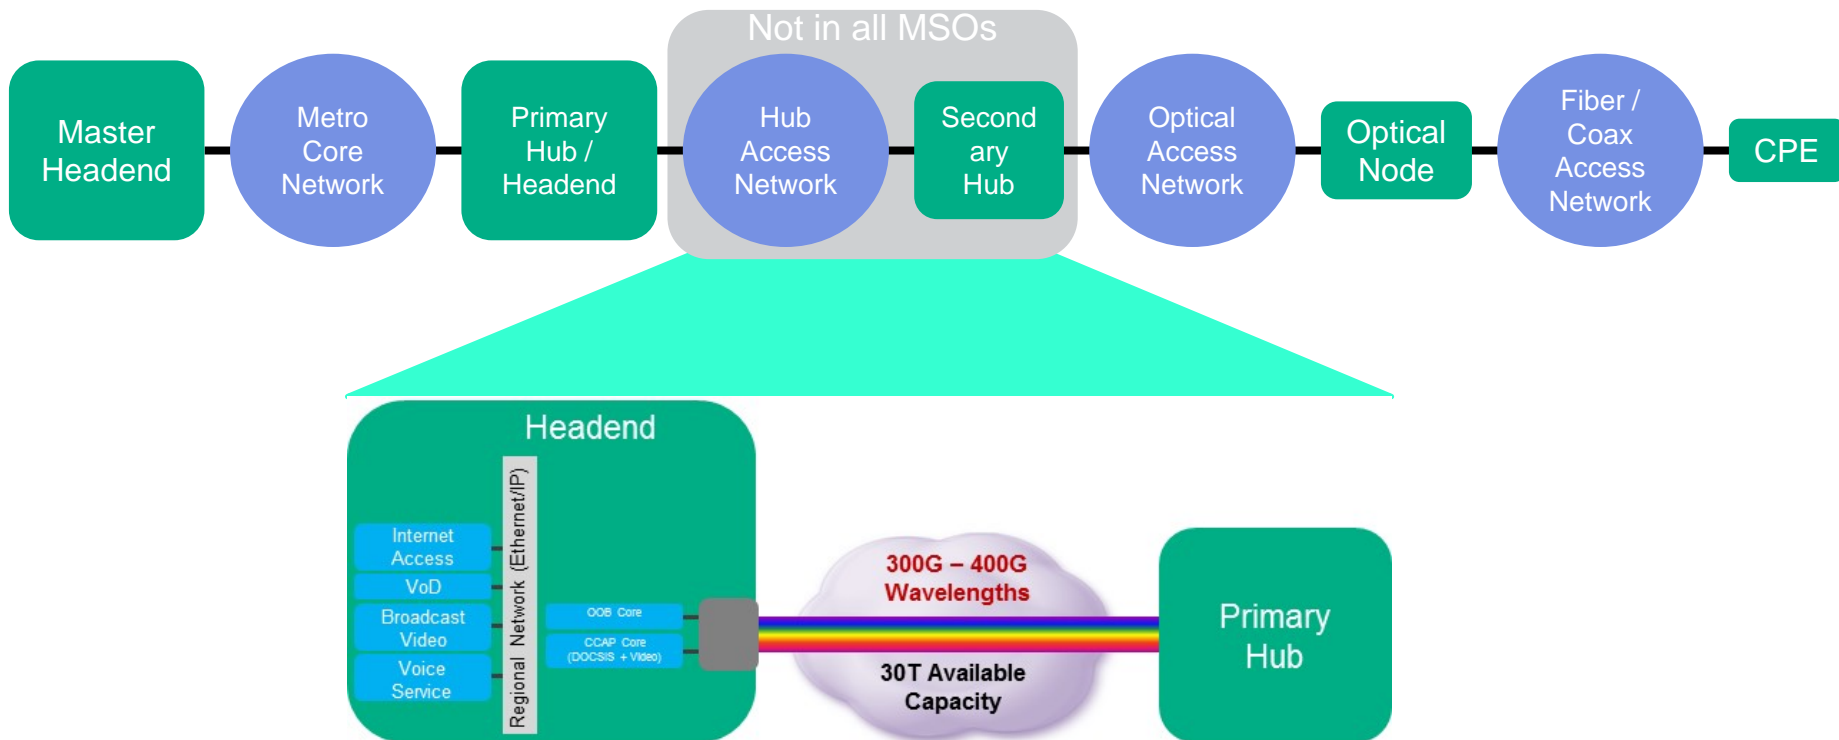 Not in all MSOs
Master
Headend
Metro
Core
Network
Primary
Hub /
Headend
Hub
Access
Network
Second
ary
Hub
Optical
Access
Network
Optical
Node
Fiber /
Coax
Access
Network
CPE
Headend
Internet
Access
VoD
Broadcast
Video
Voice
Service
Regional Network (Ethernet/IP)
OOB Core
CCAP Core
(DOCSIS + Video)
300G – 400G
Wavelengths
30T Available
Capacity
Primary
Hub